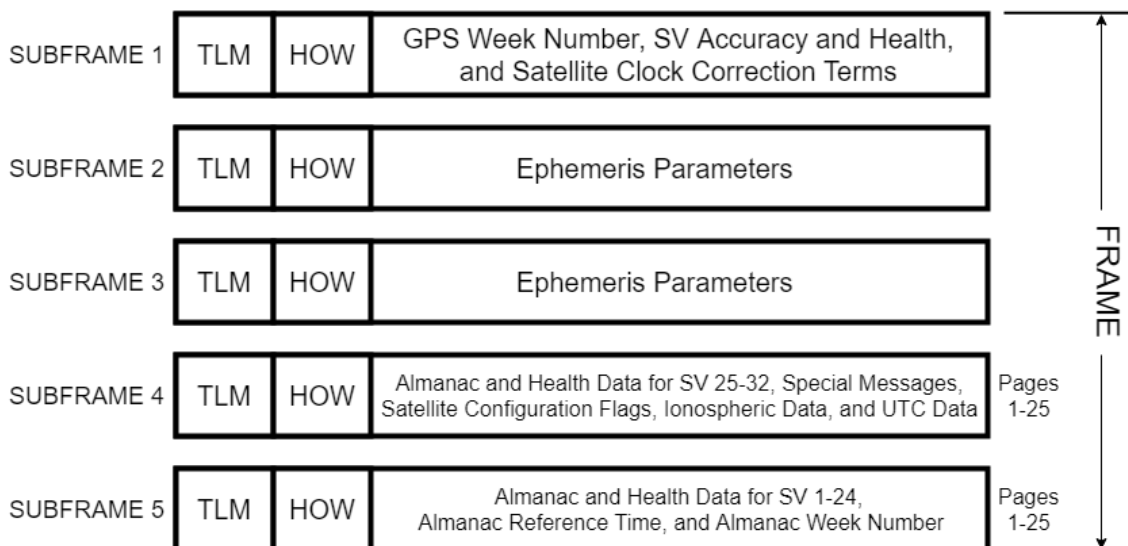 SUBFRAME 1 TLM HOW GPS Week Number, SV Accuracy and Health,
and Satellite Clock Correction Terms
SUBFRAME 2 TLM HOW Ephemeris Parameters
SUBFRAME 3 TLM HOW Ephemeris Parameters
SUBFRAME 4 TLM HOW Almanac and Health Data for SV 25-32, Special Messages,
Satellite Configuration Flags, Ionospheric Data, and UTC Data
Pages
1-25
SUBFRAME 5 TLM HOW Almanac and Health Data for SV 1-24,
Almanac Reference Time, and Almanac Week Number
Pages
1-25
FRAME